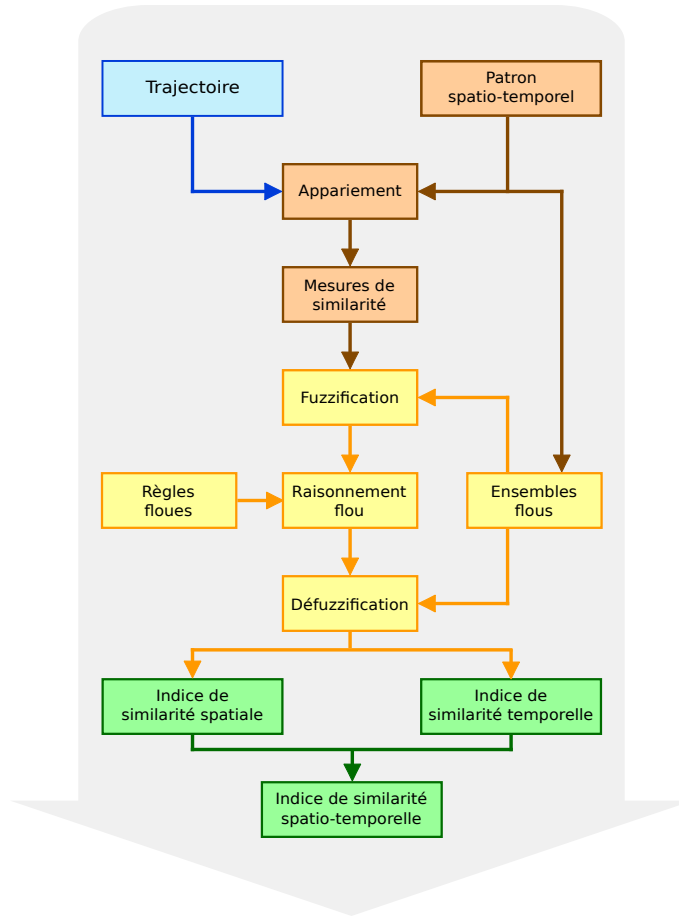 Trajectoire
Patron
spatio-temporel
Appariement
Mesures de
similarité
Fuzzification
Règles
floues
Raisonnement
flou
Ensembles
flous
Défuzzification
Indice de
similarité spatiale
Indice de
similarité temporelle
Indice de similarité
spatio-temporelle